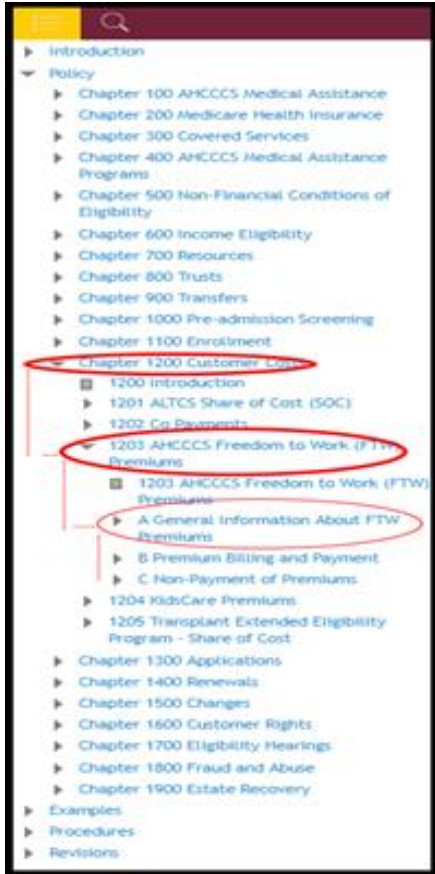 Introduction
Policy
Chapter 100 AHCCCS Medical Assistance
Chapter 200 Medicare Health Insurance
Chapter 300 Covered Services
Chapter 400 AHCCCS Medical Assistance
Programs
Chapter 500 Non-Financial Conditions of
Eligibility
Chapter 600 Income Eligibility
Chapter 700 Resources
Chapter 800 Trusts
Chapter 900 Transfers
Chapter 1000 Pre-admission Screening
Chapter 1100 Enrollment
Chapter 1200 Customer Costs
1200 Introduction
1201 ALTCS Share of Cost (SOC)
1202 Co Payments
1203 AHCCCS Freedom to Work (FTW)
Premiums
1203 AHCCCS Freedom to Work (FTW)
Premiums
A General Information About FTW
Premiums
B Premium Billing and Payment
C Non-Payment of Premiums
1204 KidsCare Premiums
1205 Transplant Extended Eligibility
Program - Share of Cost
Chapter 1300 Applications
Chapter 1400 Renewals
Chapter 1500 Changes
Chapter 1600 Customer Rights
Chapter 1700 Eligibility Hearings
Chapter 1800 Fraud and Abuse
Chapter 1900 Estate Recovery
Examples
Procedures
Revisions